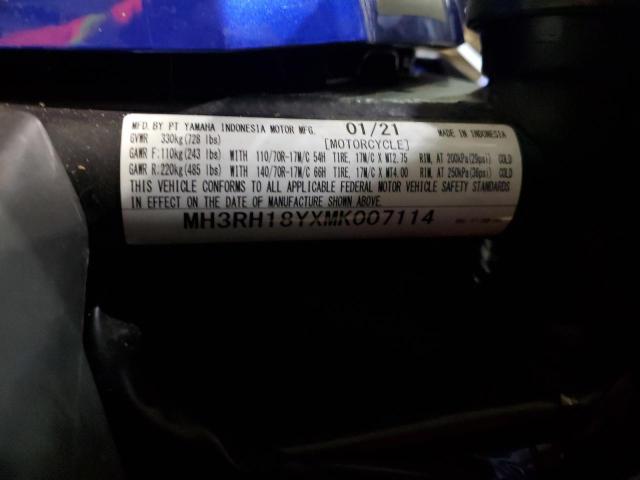 MFD. BY PT YAMAHA INDONESIA MOTOR MFG. 01/21 MADE IN INDONESIA
GVWR 330kg(728 lbs) [MOTORCYCLE]
GAWR F:110kg(243 lbs) WITH 110/70R-17M/C 54H TIRE, 17M/C X MT2.75 RIM, AT 200kPa(29psi) COLD
GAWR R:220kg(485 lbs) WITH 140/70R-17M/C 66H TIRE, 17M/C X MT4.00 RIM, AT 250kPa(36psi) COLD
THIS VEHICLE CONFORMS TO ALL APPLICABLE FEDERAL MOTOR VEHICLE SAFETY STANDARDS
IN EFFECT ON THE DATE OF MANUFACTURE SHOWN ABOVE.
MH3RH18YXMK007114